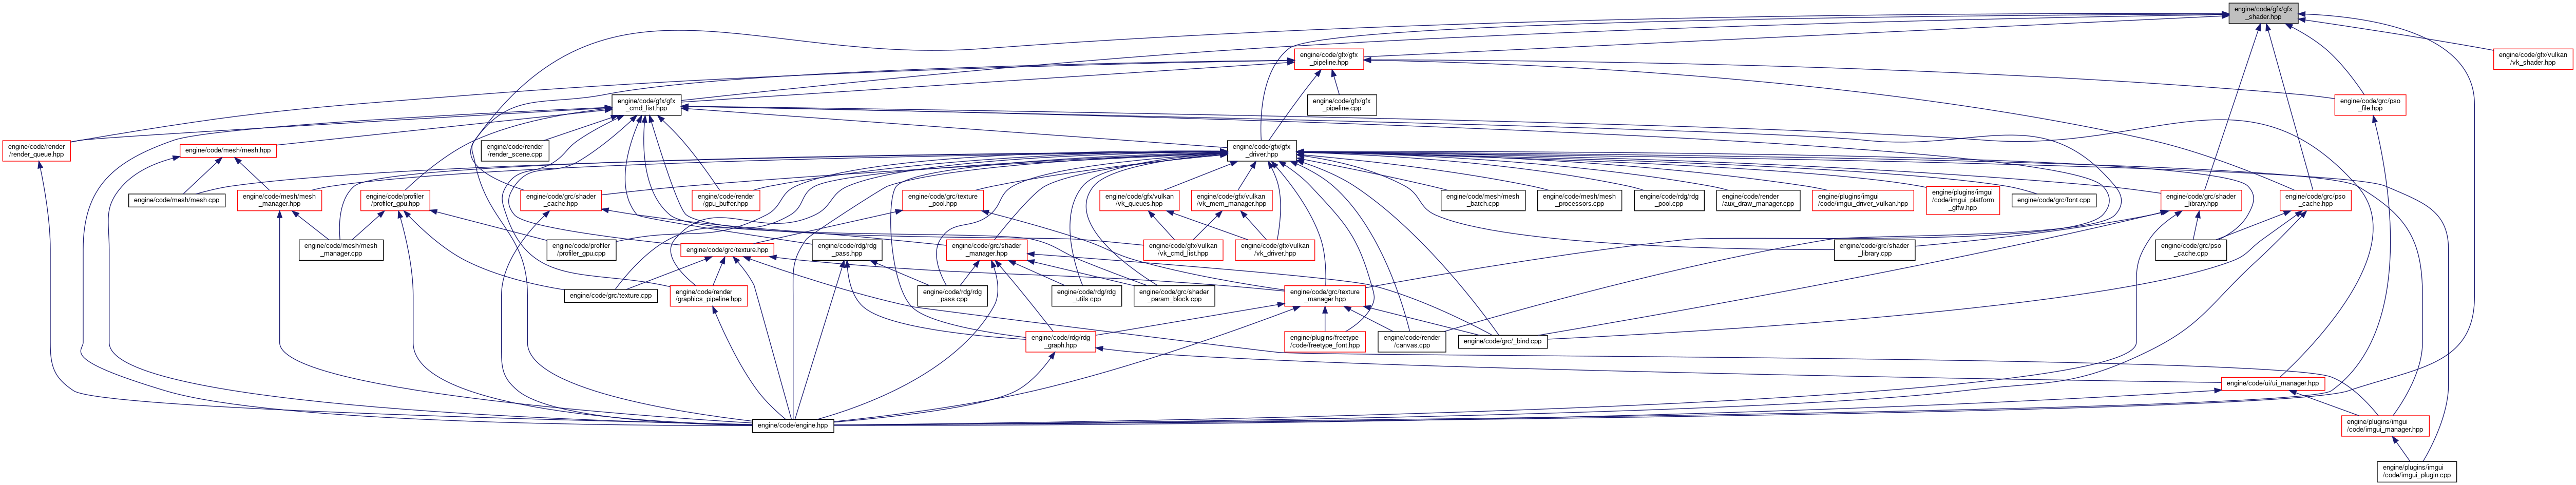 engine/code/gfx/gfx
_shader.hpp
engine/code/gfx/gfx
_pipeline.hpp
engine/code/gfx/vulkan
/vk_shader.hpp
engine/code/gfx/gfx
_cmd_list.hpp
engine/code/gfx/gfx
_pipeline.cpp
engine/code/grc/pso
_file.hpp
engine/code/render
/render_queue.hpp
engine/code/mesh/mesh.hpp
engine/code/render
/render_scene.cpp
engine/code/gfx/gfx
_driver.hpp
engine/code/mesh/mesh.cpp
engine/code/mesh/mesh
_manager.hpp
engine/code/profiler
/profiler_gpu.hpp
engine/code/grc/shader
_cache.hpp
engine/code/render
/gpu_buffer.hpp
engine/code/grc/texture
_pool.hpp
engine/code/gfx/vulkan
/vk_queues.hpp
engine/code/gfx/vulkan
/vk_mem_manager.hpp
engine/code/mesh/mesh
_batch.cpp
engine/code/mesh/mesh
_processors.cpp
engine/code/rdg/rdg
_pool.cpp
engine/code/render
/aux_draw_manager.cpp
engine/plugins/imgui
/code/imgui_driver_vulkan.hpp
engine/plugins/imgui
/code/imgui_platform
_glfw.hpp
engine/code/grc/font.cpp
engine/code/grc/shader
_library.hpp
engine/code/grc/pso
_cache.hpp
engine/code/mesh/mesh
_manager.cpp
engine/code/profiler
/profiler_gpu.cpp
engine/code/grc/texture.hpp
engine/code/rdg/rdg
_pass.hpp
engine/code/grc/shader
_manager.hpp
engine/code/gfx/vulkan
/vk_cmd_list.hpp
engine/code/gfx/vulkan
/vk_driver.hpp
engine/code/grc/shader
_library.cpp
engine/code/grc/pso
_cache.cpp
engine/code/grc/texture.cpp
engine/code/render
/graphics_pipeline.hpp
engine/code/rdg/rdg
_pass.cpp
engine/code/rdg/rdg
_utils.cpp
engine/code/grc/shader
_param_block.cpp
engine/code/grc/texture
_manager.hpp
engine/code/rdg/rdg
_graph.hpp
engine/plugins/freetype
/code/freetype_font.hpp
engine/code/render
/canvas.cpp
engine/code/grc/_bind.cpp
engine/code/ui/ui_manager.hpp
engine/code/engine.hpp
engine/plugins/imgui
/code/imgui_manager.hpp
engine/plugins/imgui
/code/imgui_plugin.cpp